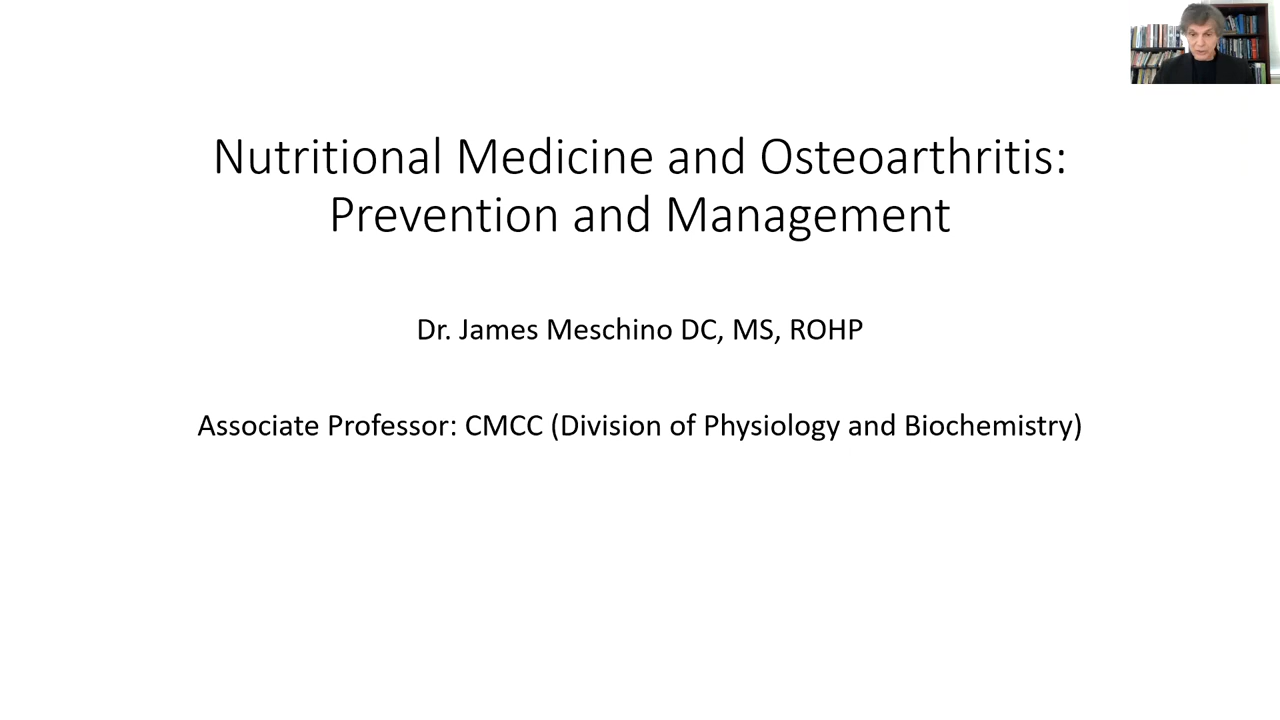 Nutritional Medicine and Osteoarthritis:
Prevention and Management
Dr. James Meschino DC, MS, ROHP
Associate Professor: CMCC (Division of Physiology and Biochemistry)